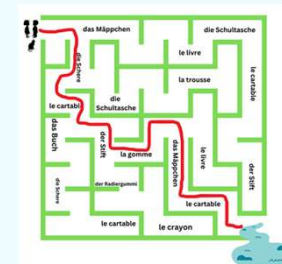 das Mäppchen
die Schultasche
le livre
die Schere
la trousse
le cartable
le cartable
die
Schultasche
das Buch
der Stift
la gomme
das Mäppchen
le livre
der Stift
die Schere
der Radiergummi
le cartable
le cartable
le crayon